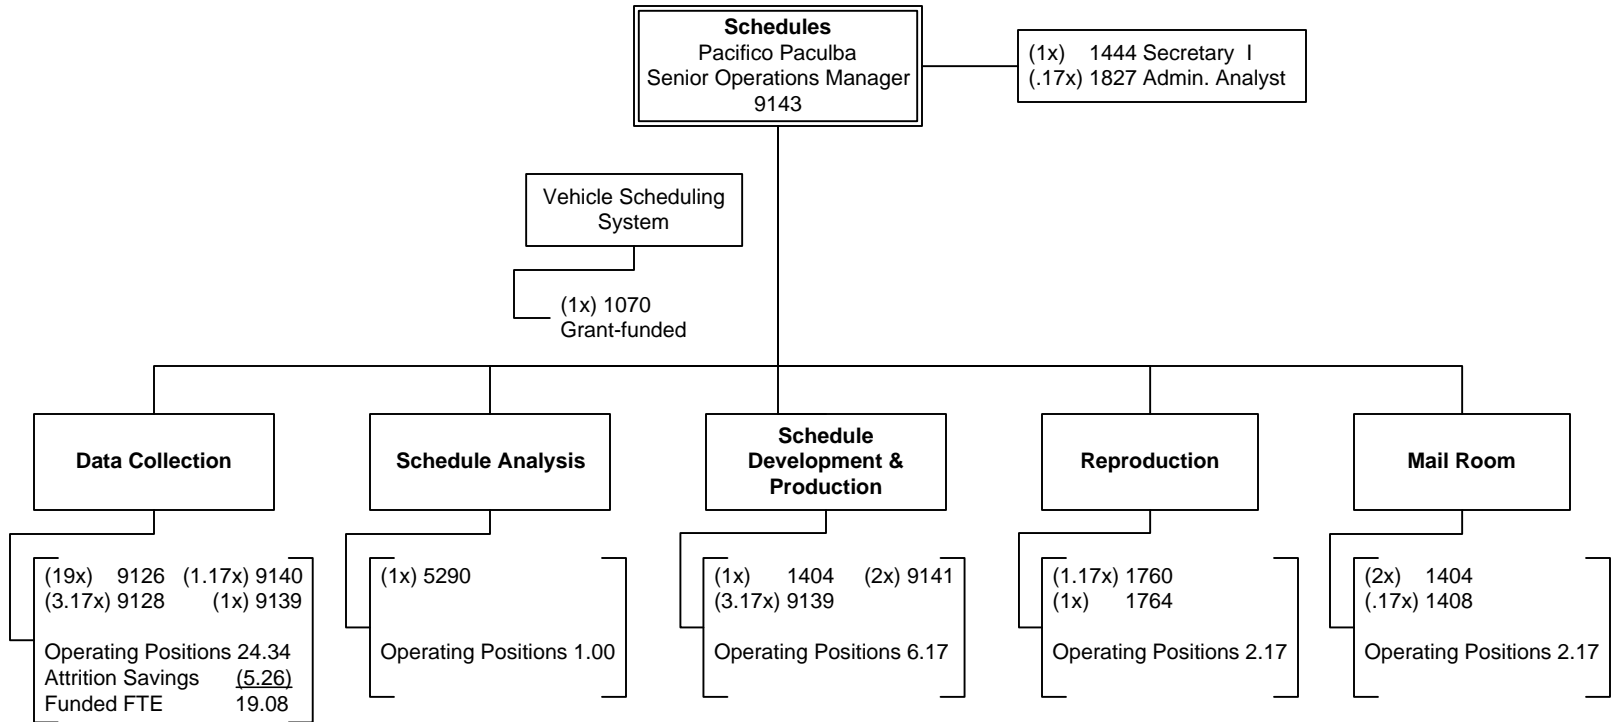 Schedules
Pacifico Paculba
Senior Operations Manager
9143
(1x) 1444 Secretary I
(.17x) 1827 Admin. Analyst
Vehicle Scheduling
System
(1x) 1070
Grant-funded
Data Collection
(19x) 9126 (1.17x) 9140
(3.17x) 9128 (1x) 9139
Operating Positions 24.34
Attrition Savings (5.26)
Funded FTE 19.08
Schedule Analysis
(1x) 5290
Operating Positions 1.00
Schedule
Development &
Production
(1x) 1404 (2x) 9141
(3.17x) 9139
Operating Positions 6.17
Reproduction
(1.17x) 1760
(1x) 1764
Operating Positions 2.17
Mail Room
(2x) 1404
(.17x) 1408
Operating Positions 2.17